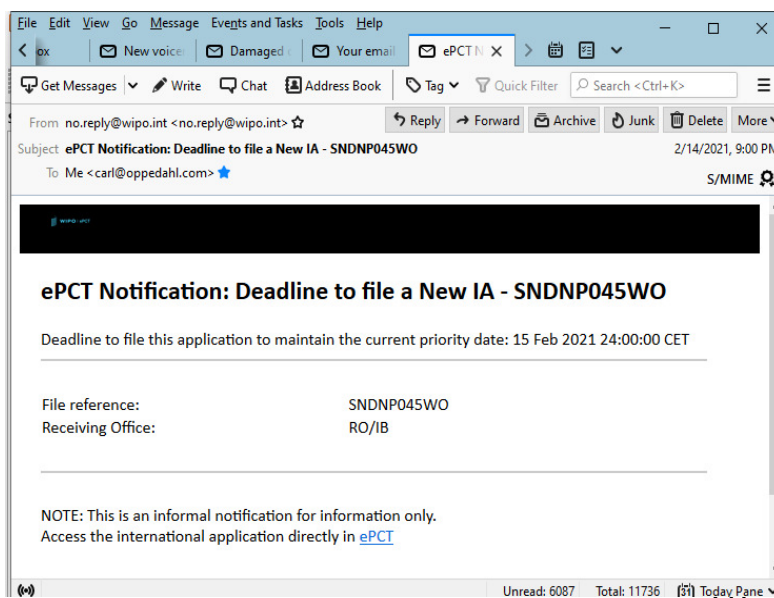 File Edit View Go Message Events and Tasks Tools Help
ox New voice Damaged Your email ePCT N
Get Messages Write Chat Address Book Tag Quick Filter Search <Ctrl+K>
From no.reply@wipo.int <no.reply@wipo.int> Reply Forward Archive Junk Delete More
Subject ePCT Notification: Deadline to file a New IA - SNDNP045WO 2/14/2021, 9:00 PM
To Me <carl@oppedahl.com> S/MIME
WIPO ePCT
ePCT Notification: Deadline to file a New IA - SNDNP045WO
Deadline to file this application to maintain the current priority date: 15 Feb 2021 24:00:00 CET
File reference: SNDNP045WO
Receiving Office: RO/IB
NOTE: This is an informal notification for information only.
Access the international application directly in ePCT
Unread: 6087 Total: 11736 31 Today Pane